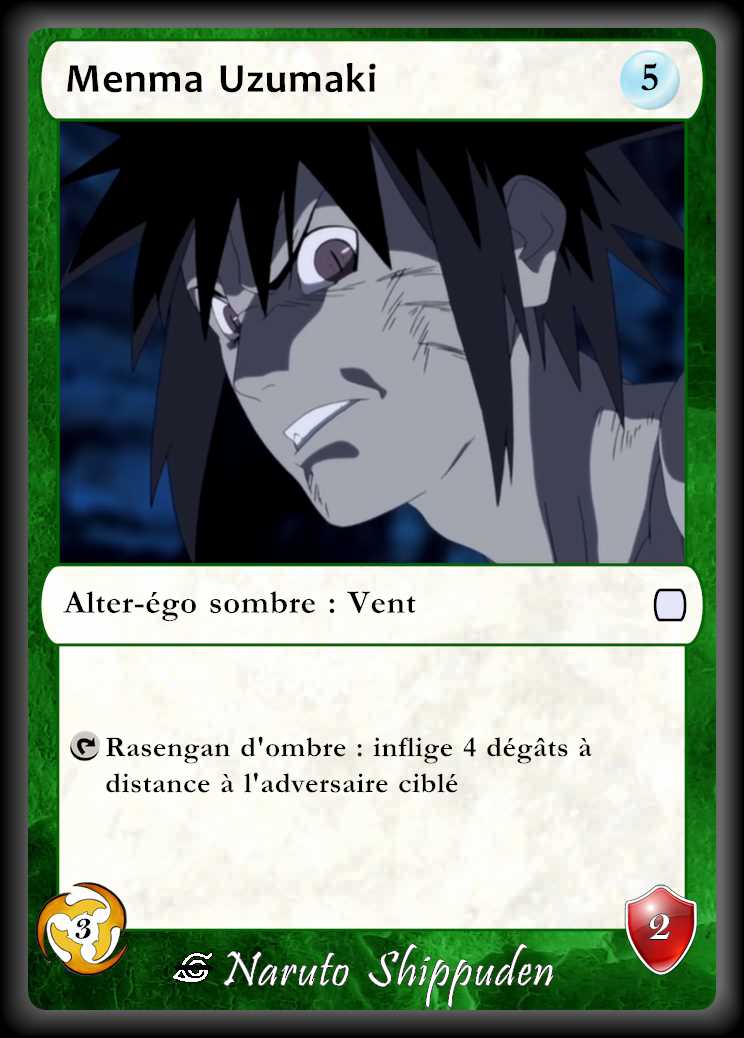 Menma Uzumaki
5
Alter-égo sombre : Vent
Rasengan d'ombre : inflige 4 dégâts à
distance à l'adversaire ciblé
3
2
Naruto Shippuden